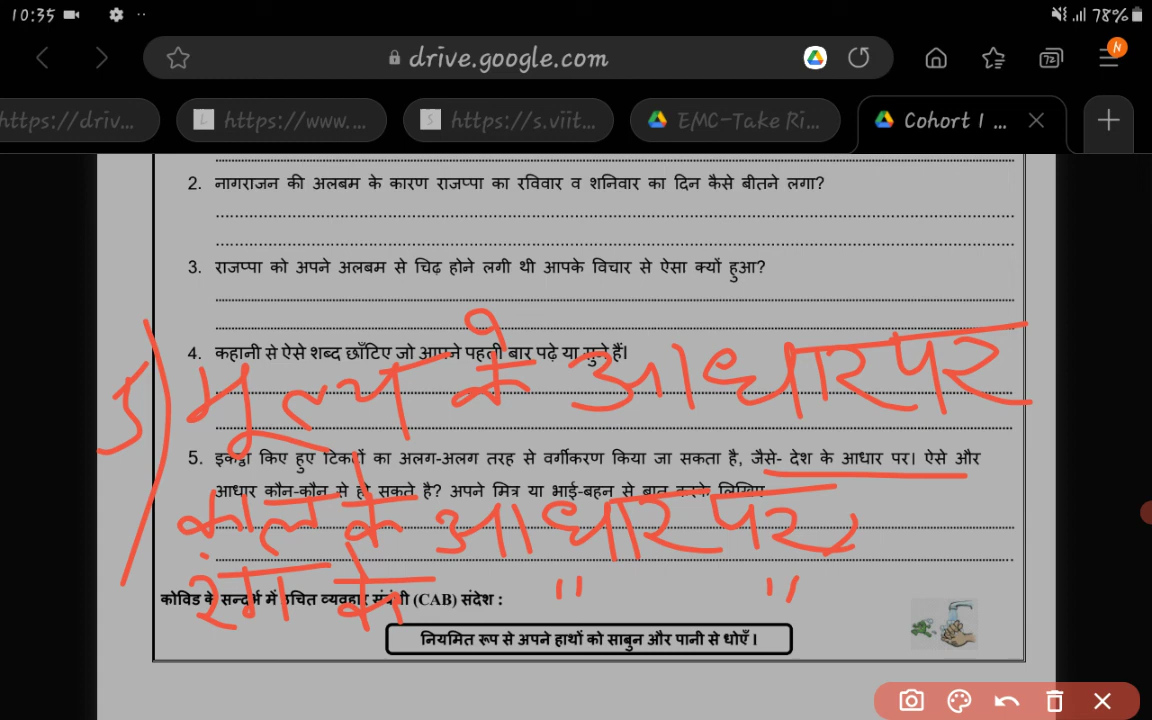 10:35
78%
drive.google.com
72
N
https://driv...
L https://www....
S https://s.viit...
EMC-Take Ri...
Cohort 1 ...
2. नागराजन की अलबम के कारण राजप्पा का रविवार व शनिवार का दिन कैसे बीतने लगा?
3. राजप्पा को अपने अलबम से चिढ़ होने लगी थी आपके विचार से ऐसा क्यों हुआ?
4. कहानी से ऐसे शब्द छाँटिए जो आपने पहली बार पढ़े या सुने हैं।
5) मूल्य के आधार पर
5. इकट्ठा किए हुए टिकटों का अलग-अलग तरह से वर्गीकरण किया जा सकता है, जैसे- देश के आधार पर। ऐसे और
आधार कौन-कौन से हो सकते है? अपने मित्र या भाई-बहन से बात करके लिखिए
काल के आधार पर
रंग के " "
कोविड के सन्दर्भ में उचित व्यवहार संबंधी (CAB) संदेश :
नियमित रूप से अपने हाथों को साबुन और पानी से धोएँ।